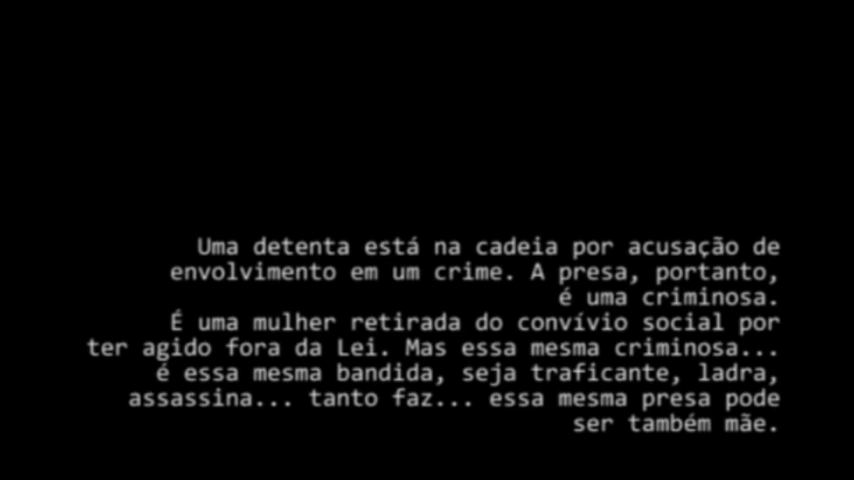 Uma detenta está na cadeia por acusação de
envolvimento em um crime. A presa, portanto,
é uma criminosa.
É uma mulher retirada do convívio social por
ter agido fora da Lei. Mas essa mesma criminosa...
é essa mesma bandida, seja traficante, ladra,
assassina... tanto faz... essa mesma presa pode
ser também mãe.